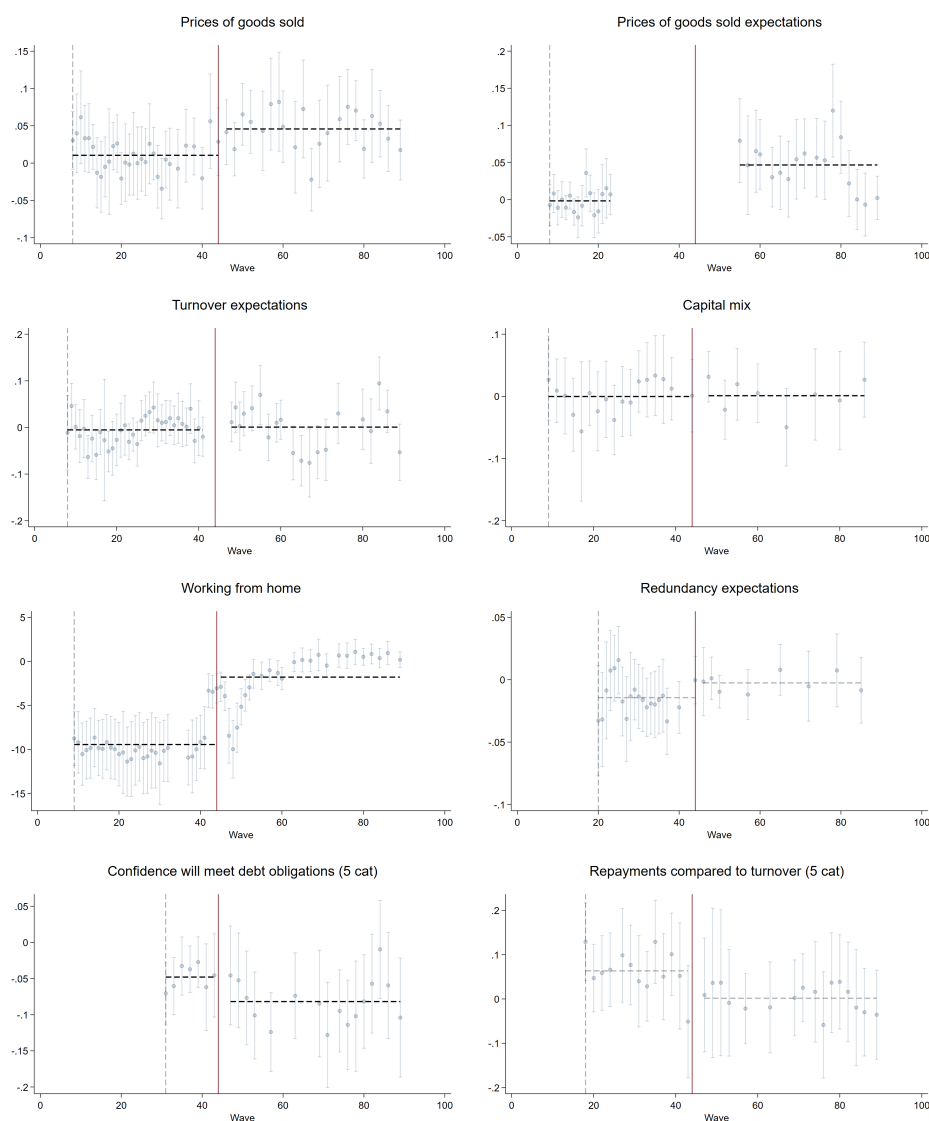 Prices of goods sold
.15
.1
.05
0
-.05
-.1
0 20 40 60 80 100
Wave
Prices of goods sold expectations
.2
.15
.1
.05
0
-.05
0 20 40 60 80 100
Wave
Turnover expectations
.2
.1
0
-.1
-.2
0 20 40 60 80 100
Wave
Capital mix
.1
0
-.1
-.2
0 20 40 60 80 100
Wave
Working from home
5
0
-5
-10
-15
0 20 40 60 80 100
Wave
Redundancy expectations
.05
0
-.05
-.1
0 20 40 60 80 100
Wave
Confidence will meet debt obligations (5 cat)
.05
0
-.05
-.1
-.15
-.2
0 20 40 60 80 100
Wave
Repayments compared to turnover (5 cat)
.2
.1
0
-.1
-.2
0 20 40 60 80 100
Wave